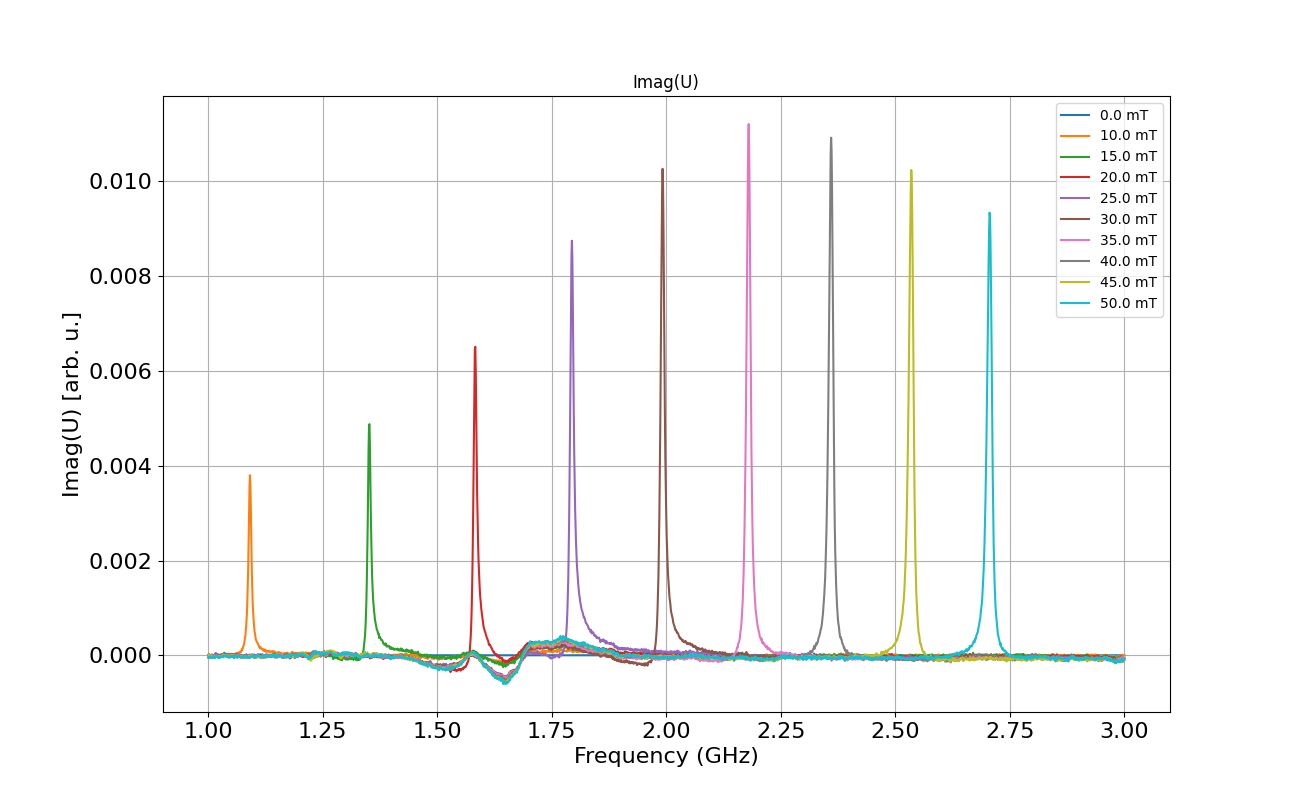 Imag(U)
0.0 mT
10.0 mT
15.0 mT
20.0 mT
25.0 mT
30.0 mT
35.0 mT
40.0 mT
45.0 mT
50.0 mT
Imag(U) [arb. u.]
0.010
0.008
0.006
0.004
0.002
0.000
1.00 1.25 1.50 1.75 2.00 2.25 2.50 2.75 3.00
Frequency (GHz)